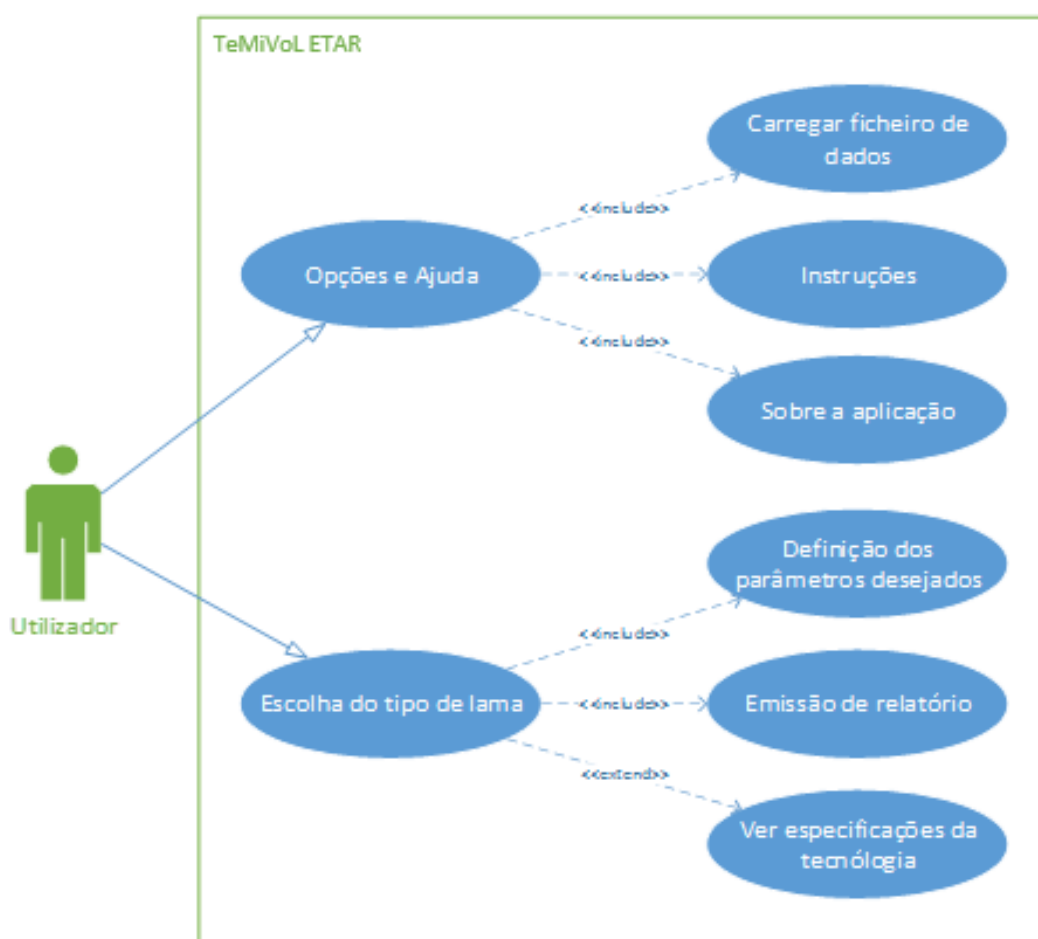 TeMiVoL ETAR
Carregar ficheiro de
dados
<<include>>
Opções e Ajuda
<<include>>
Instruções
<<include>>
Sobre a aplicação
Utilizador
Definição dos
parâmetros desejados
<<include>>
Escolha do tipo de lama
<<include>>
Emissão de relatório
<<extend>>
Ver especificações da
tecnólogia